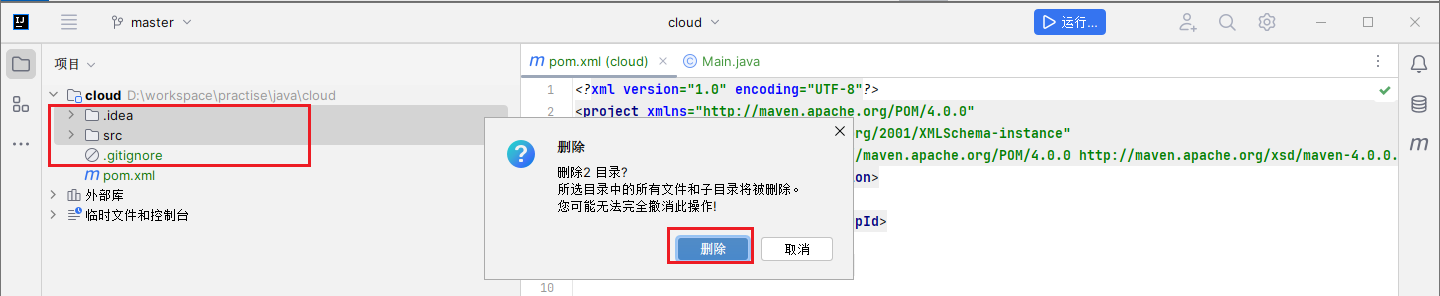 IJ
master
cloud
运行...
项目
cloud D:\workspace\practise\java\cloud
.idea
src
.gitignore
pom.xml
外部库
临时文件和控制台
pom.xml (cloud)
Main.java
1 <?xml version="1.0" encoding="UTF-8"?>
2 <project xmlns="http://maven.apache.org/POM/4.0.0"
rg/2001/XMLSchema-instance"
/maven.apache.org/POM/4.0.0 http://maven.apache.org/xsd/maven-4.0.0.
on>
pId>
10
删除
删除2 目录?
所选目录中的所有文件和子目录将被删除。
您可能无法完全撤消此操作!
删除
取消